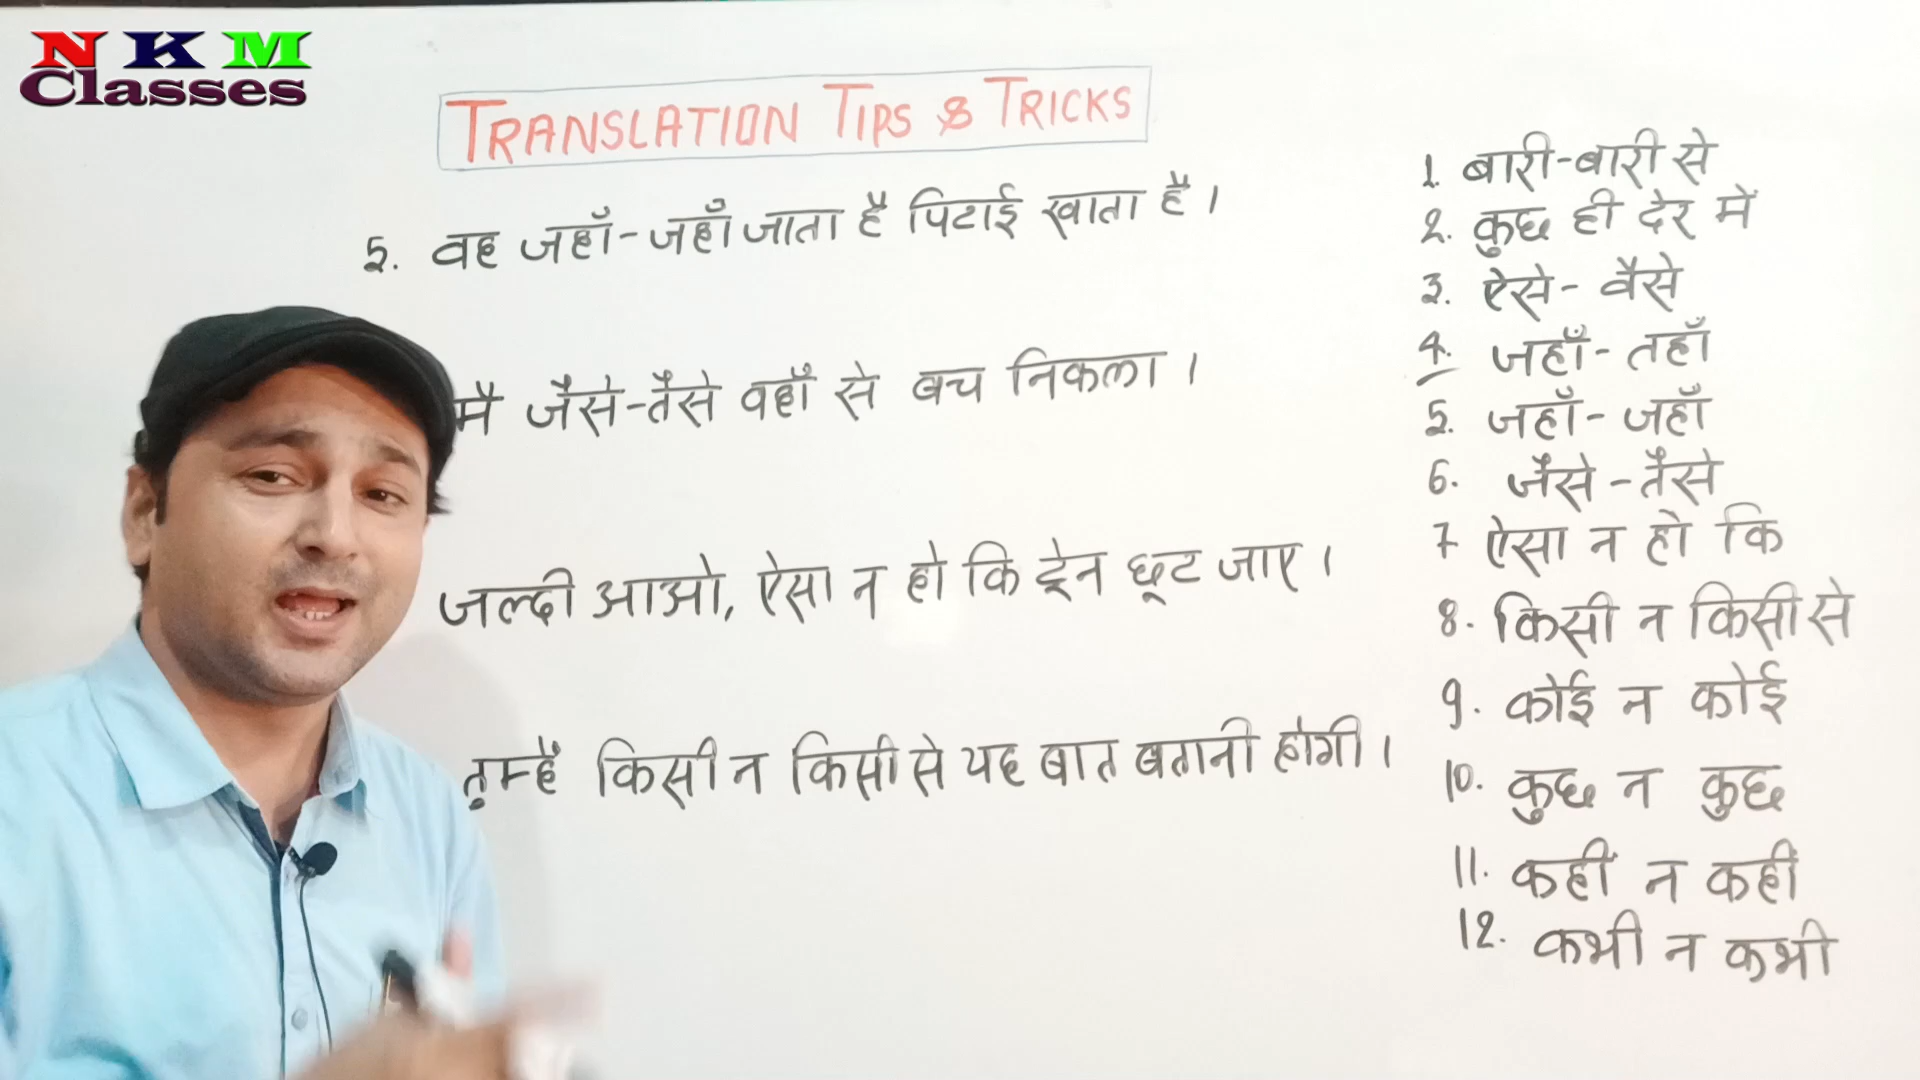 NKM
Classes
TRANSLATION TIPS & TRICKS
5. वह जहाँ-जहाँ जाता है पिटाई खाता है।
मै जैसे-तैसे वहाँ से बच निकला।
जल्दी आओ, ऐसा न हो कि ट्रेन छूट जाए।
तुम्हें किसी न किसी से यह बात बतानी होगी।
1. बारी-बारी से
2. कुछ ही देर में
3. ऐसे- वैसे
4. जहाँ- तहाँ
5. जहाँ- जहाँ
6. जैसे - तैसे
7 ऐसा न हो कि
8. किसी न किसी से
9. कोई न कोई
10. कुछ न कुछ
11. कहीं न कहीं
12. कभी न कभी